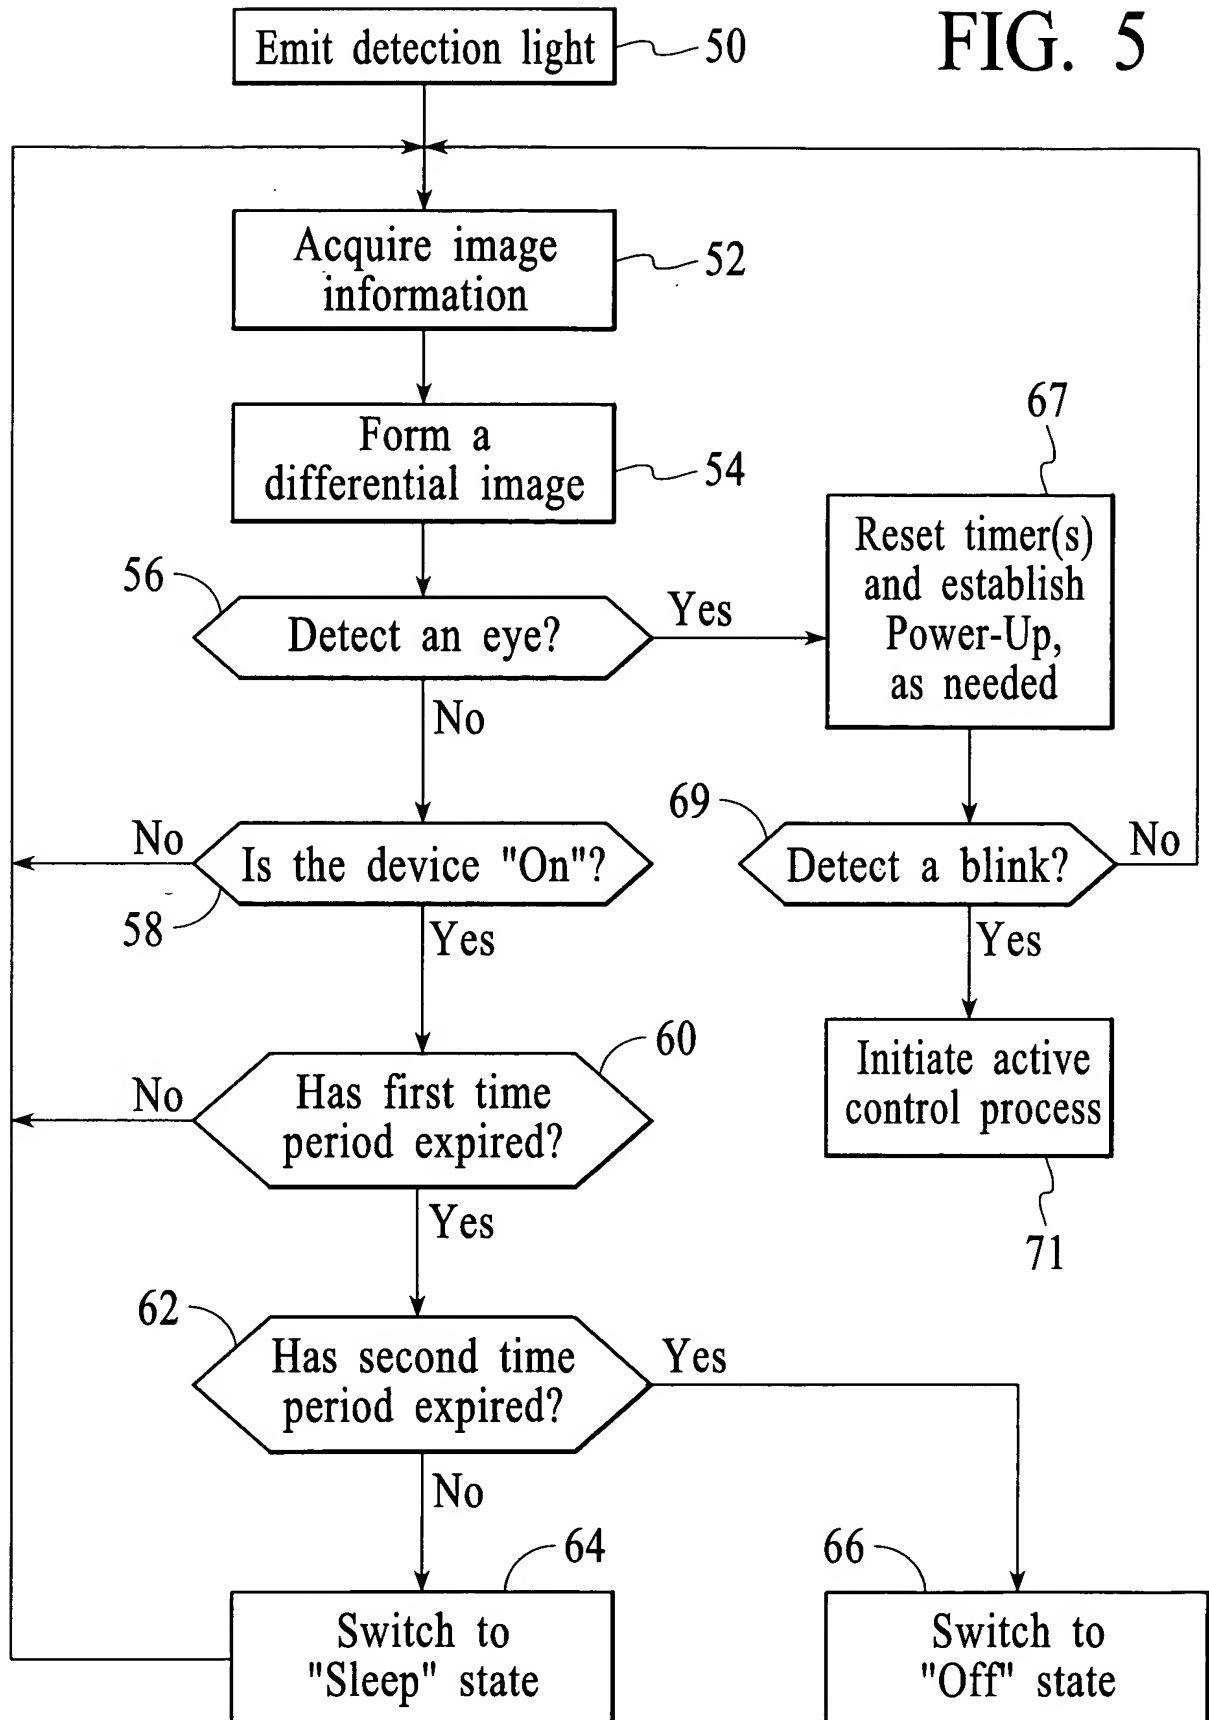 FIG. 5
Emit detection light
50
Acquire image
information
52
Form a
differential image
54
67
Reset timer(s)
and establish
Power-Up,
as needed
56
Detect an eye?
Yes
No
69
Detect a blink?
No
Yes
No
Is the device "On"?
58
Yes
60
Has first time
period expired?
No
Yes
Initiate active
control process
71
62
Has second time
period expired?
Yes
No
64
Switch to
"Sleep" state
66
Switch to
"Off" state